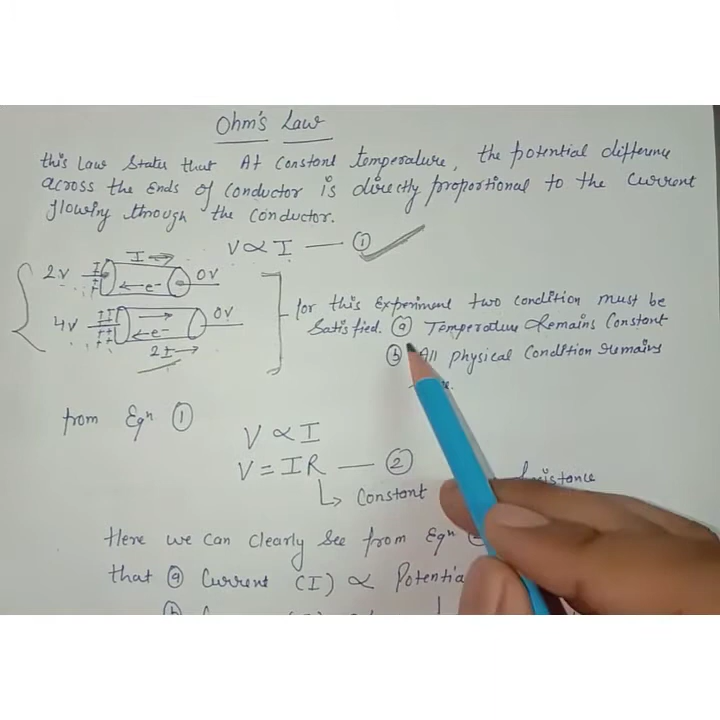 Ohm's Law
this Law States that At Constant temperature, the potential difference
across the Ends of conductor is directly proportional to the current
flowing through the conductor.
V ∝ I — ①
2V I → 0V
← e-
4V → 0V
← e-
2I →
for this Experiment two condition must be
Satisfied. ⓐ Temperature Remains Constant
ⓑ All physical Condition remains
from Eqⁿ ①
V ∝ I
V = IR — ②
↳ Constant
Here we can clearly See from Eqⁿ
that ⓐ Current (I) ∝
ⓑ